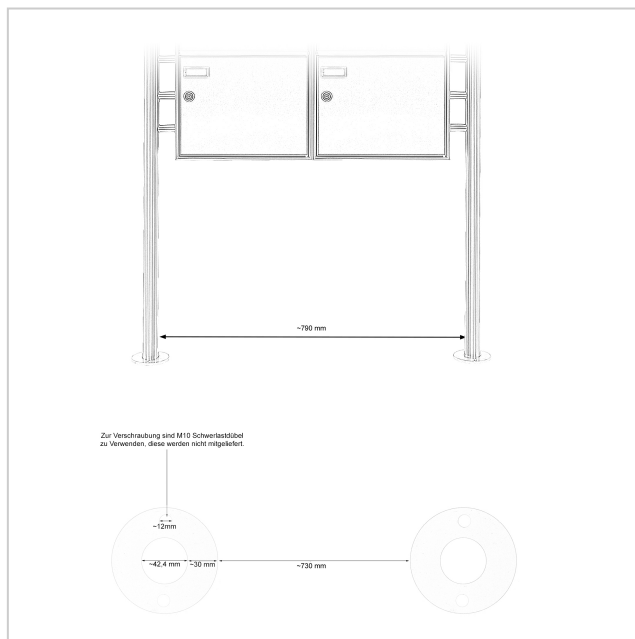 ~790 mm
Zur Verschraubung sind M10 Schwerlastdübel
zu Verwenden, diese werden nicht mitgeliefert.
~12mm
~42,4 mm
~30 mm
~730 mm